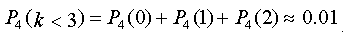 P₄(k < 3) = P₄(0) + P₄(1) + P₄(2) ≈ 0.01.